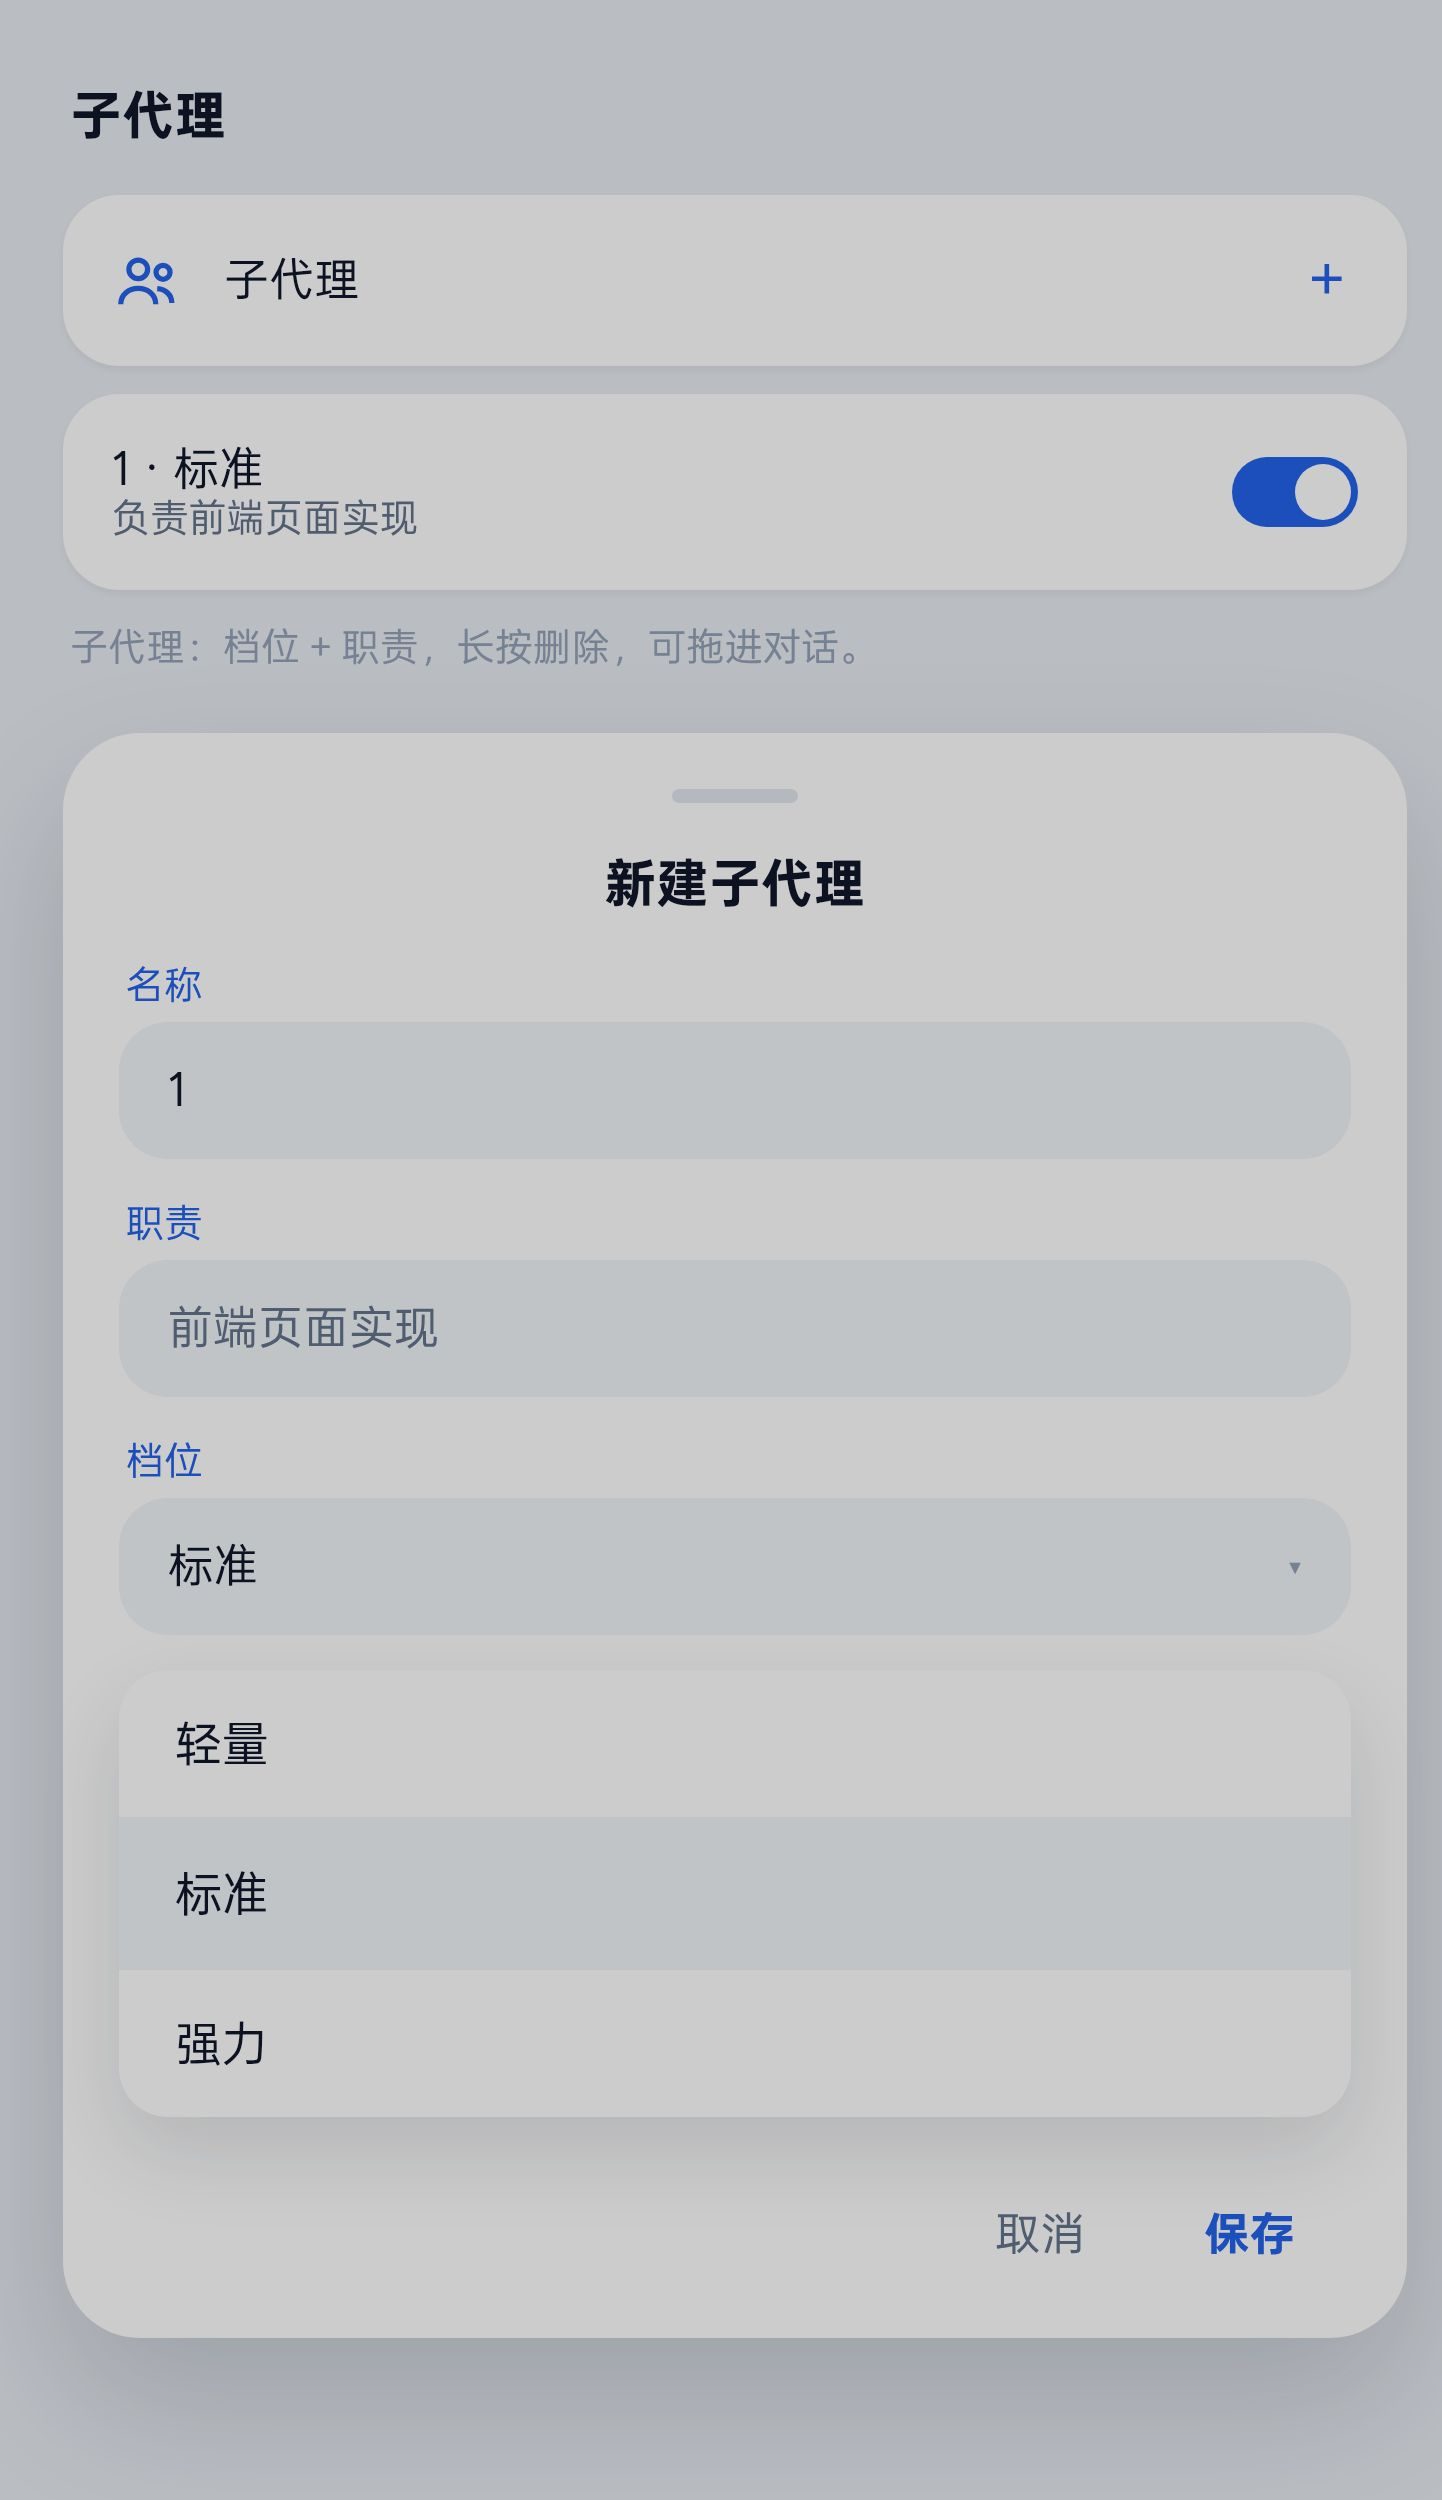 子代理
子代理 +
1 · 标准
负责前端页面实现
子代理：档位 + 职责，长按删除，可拖进对话。
新建子代理
名称
1
职责
前端页面实现
档位
标准 ▾
轻量
标准
强力
取消 保存